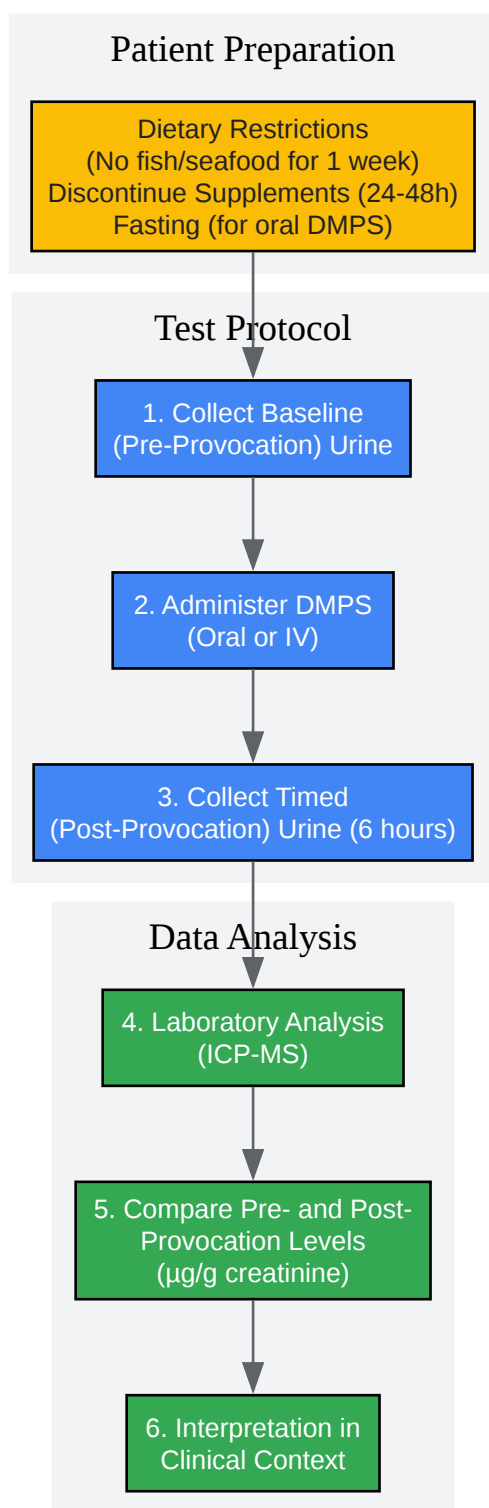 Patient Preparation
Dietary Restrictions
(No fish/seafood for 1 week)
Discontinue Supplements (24-48h)
Fasting (for oral DMPS)
Test Protocol
1. Collect Baseline
(Pre-Provocation) Urine
2. Administer DMPS
(Oral or IV)
3. Collect Timed
(Post-Provocation) Urine (6 hours)
Data Analysis
4. Laboratory Analysis
(ICP-MS)
5. Compare Pre- and Post-
Provocation Levels
(µg/g creatinine)
6. Interpretation in
Clinical Context